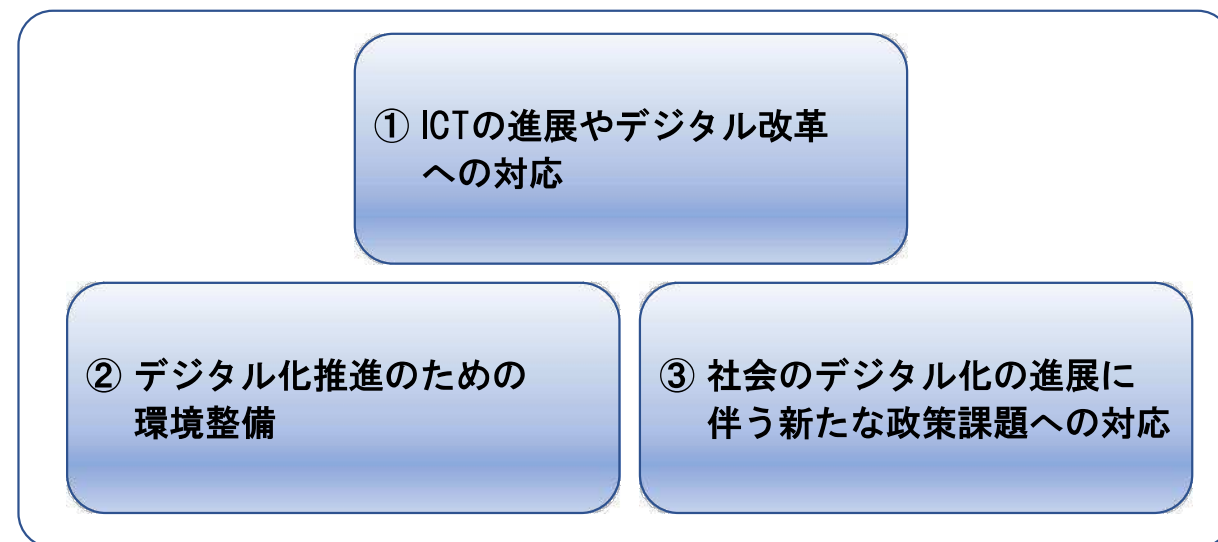 ① ICTの進展やデジタル改革
への対応
② デジタル化推進のための
環境整備
③ 社会のデジタル化の進展に
伴う新たな政策課題への対応